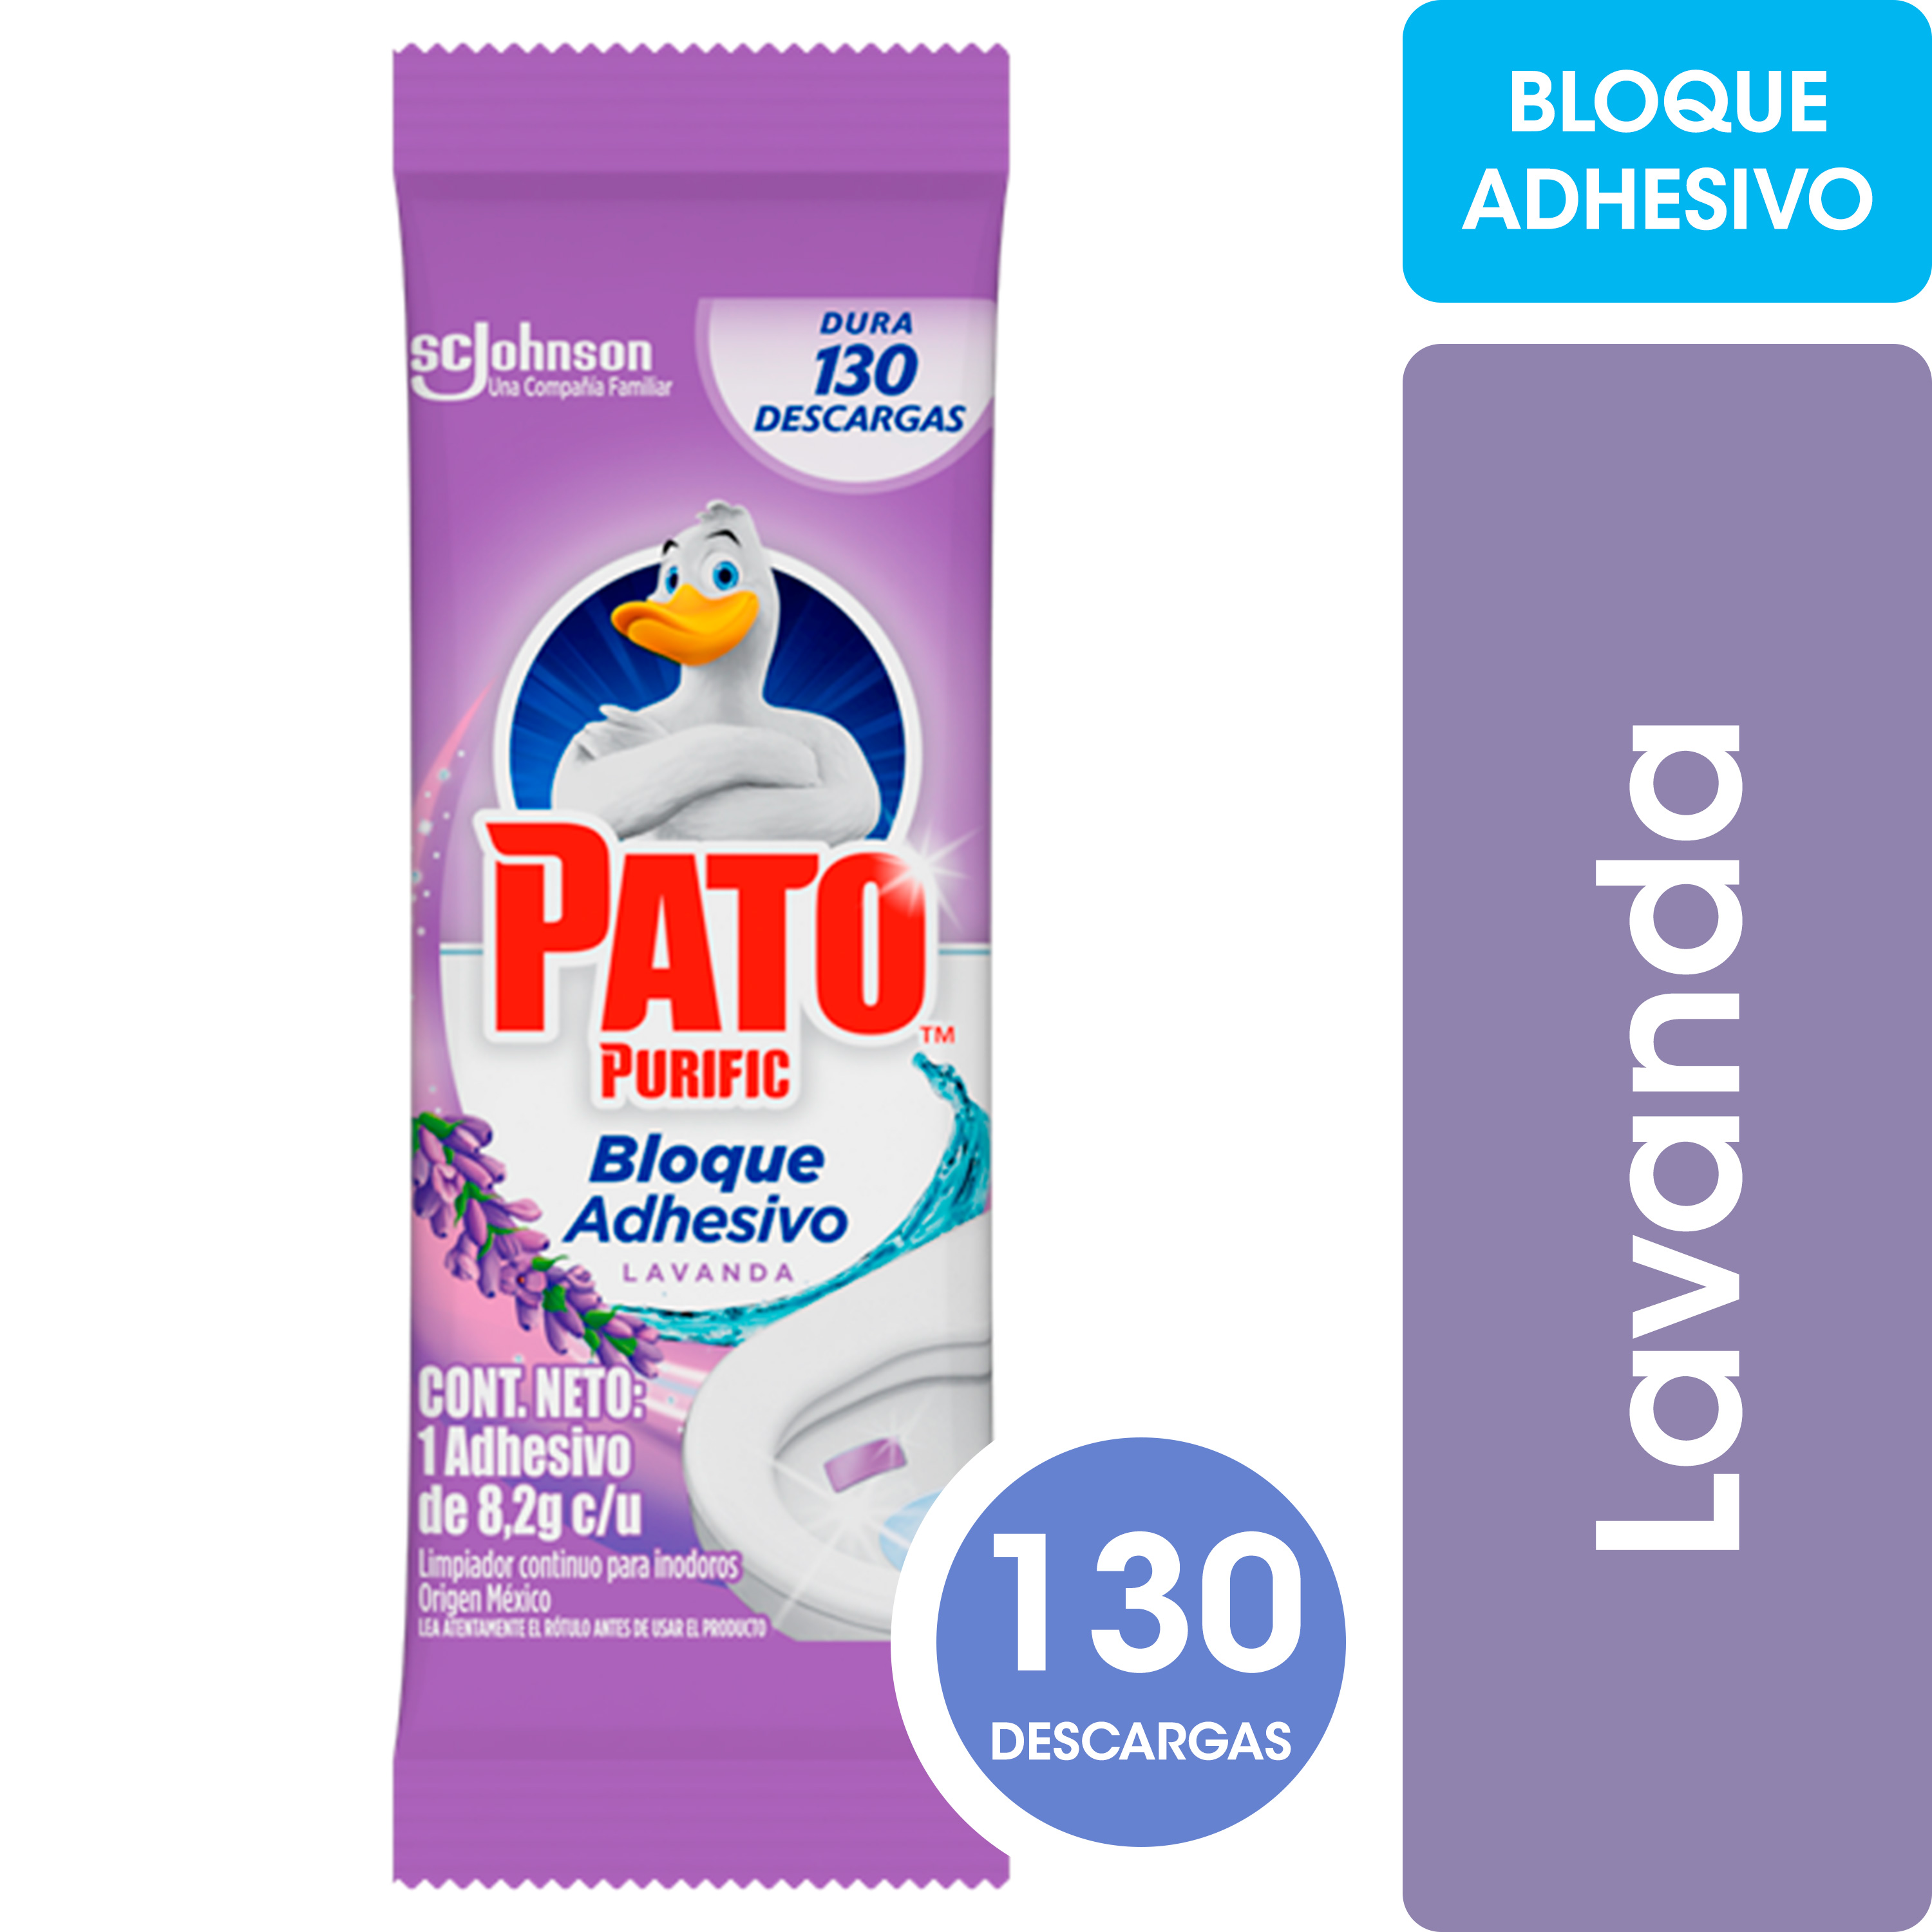 scjohnson
Una Compañía Familiar
DURA
130
DESCARGAS
PATO
™
PURIFIC
Bloque
Adhesivo
LAVANDA
CONT. NETO:
1 Adhesivo
de 8,2g c/u
Limpiador continuo para inodoros
Origen México
LEA ATENTAMENTE EL RÓTULO ANTES DE USAR EL PRODUCTO
130
DESCARGAS
BLOQUE
ADHESIVO
Lavanda